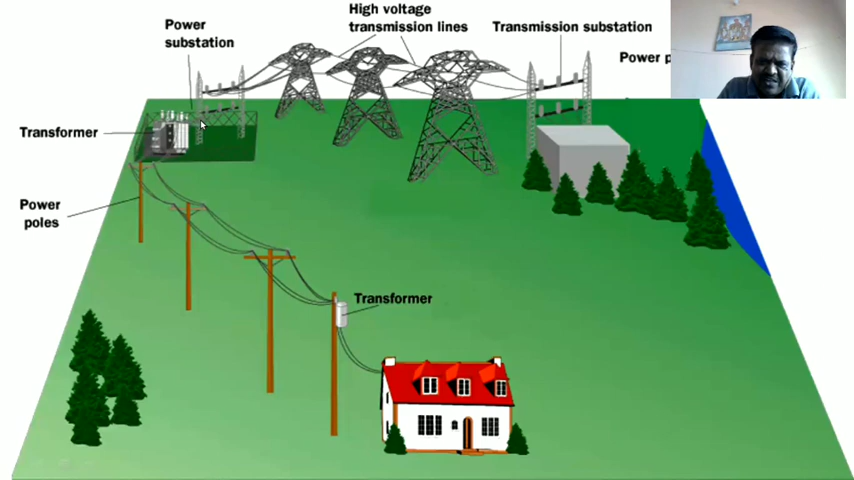 Power
substation
High voltage
transmission lines
Transmission substation
Power p
Transformer
Power
poles
Transformer